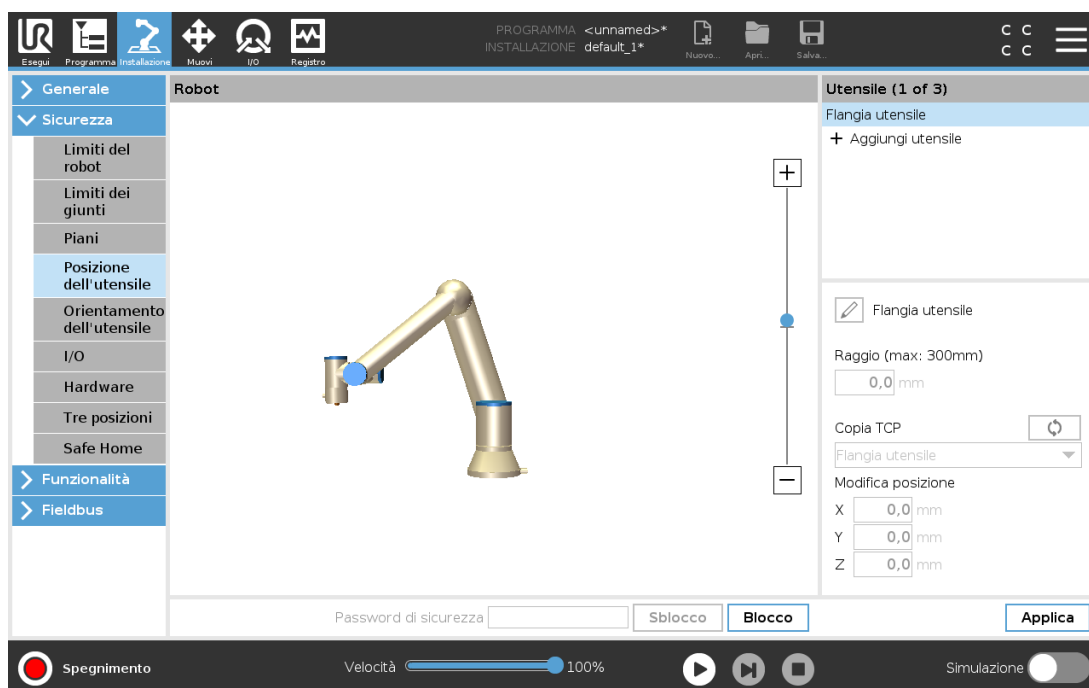 UR
PROGRAMMA <unnamed>*
INSTALLAZIONE default_1*
Esegui Programma Installazione Muovi I/O Registro
Nuovo... Apri... Salva...
C C
C C
Generale
Sicurezza
Limiti del
robot
Limiti dei
giunti
Piani
Posizione
dell'utensile
Orientamento
dell'utensile
I/O
Hardware
Tre posizioni
Safe Home
Funzionalità
Fieldbus
Robot
+
−
Utensile (1 of 3)
Flangia utensile
+ Aggiungi utensile
Flangia utensile
Raggio (max: 300mm)
0,0 mm
Copia TCP
Flangia utensile
Modifica posizione
X 0,0 mm
Y 0,0 mm
Z 0,0 mm
Password di sicurezza Sblocco Blocco Applica
Spegnimento Velocità 100% Simulazione